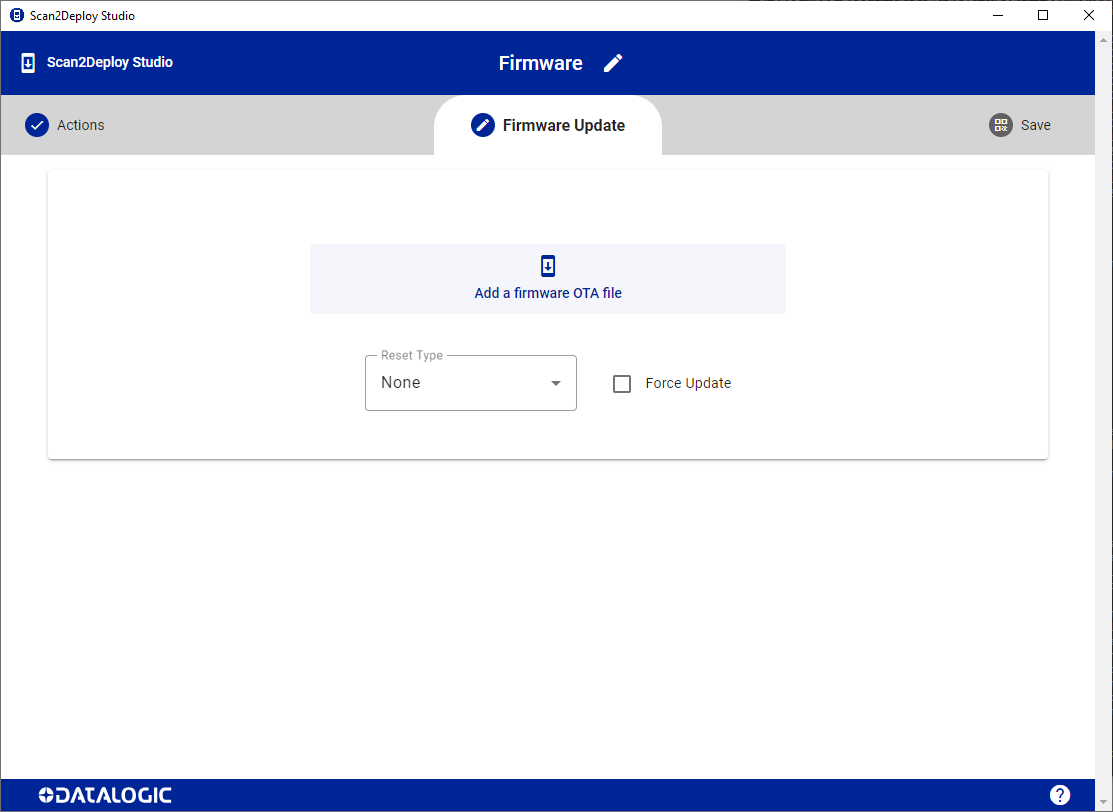 Scan2Deploy Studio
Scan2Deploy Studio
Firmware
Actions
Firmware Update
Save
Add a firmware OTA file
Reset Type
None
Force Update
DATALOGIC
?